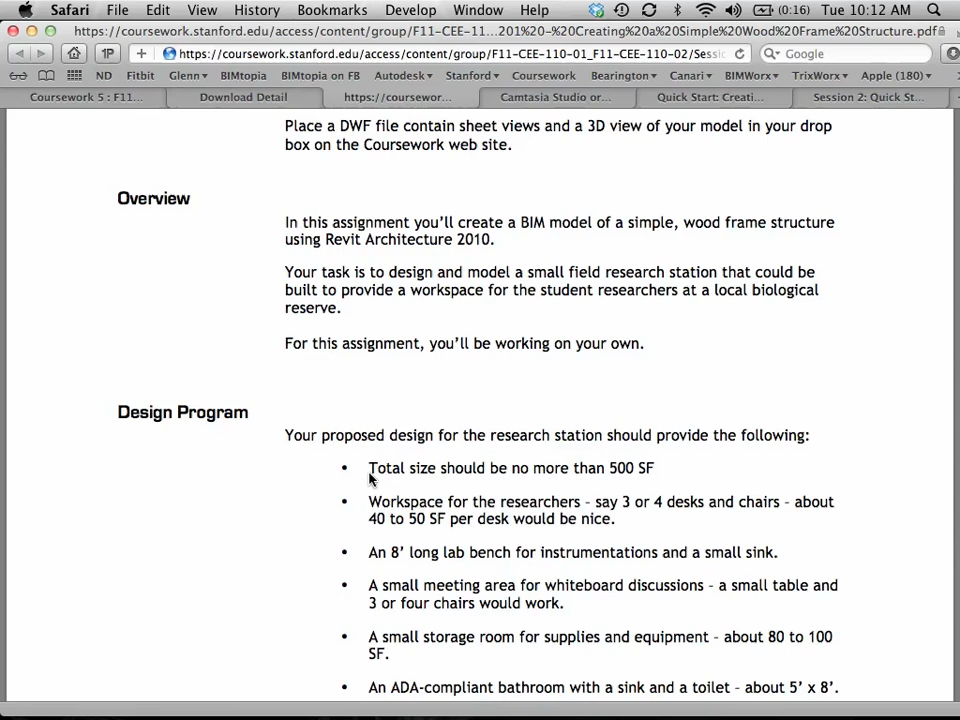 Safari File Edit View History Bookmarks Develop Window Help (0:16) Tue 10:12 AM
https://coursework.stanford.edu/access/content/group/F11-CEE-11...201%20-%20Creating%20a%20Simple%20Wood%20Frame%20Structure.pdf
1P + https://coursework.stanford.edu/access/content/group/F11-CEE-110-01_F11-CEE-110-02/Sessi Google
ND Fitbit Glenn BIMtopia BIMtopia on FB Autodesk Stanford Coursework Bearington Canari BIMWorx TrixWorx Apple (180)
Coursework 5 : F11... Download Detail https://coursewor... Camtasia Studio or... Quick Start: Creati... Session 2: Quick St...
Place a DWF file contain sheet views and a 3D view of your model in your drop
box on the Coursework web site.
Overview
In this assignment you'll create a BIM model of a simple, wood frame structure
using Revit Architecture 2010.
Your task is to design and model a small field research station that could be
built to provide a workspace for the student researchers at a local biological
reserve.
For this assignment, you'll be working on your own.
Design Program
Your proposed design for the research station should provide the following:
• Total size should be no more than 500 SF
• Workspace for the researchers – say 3 or 4 desks and chairs – about
40 to 50 SF per desk would be nice.
• An 8' long lab bench for instrumentations and a small sink.
• A small meeting area for whiteboard discussions – a small table and
3 or four chairs would work.
• A small storage room for supplies and equipment – about 80 to 100
SF.
• An ADA-compliant bathroom with a sink and a toilet – about 5' x 8'.